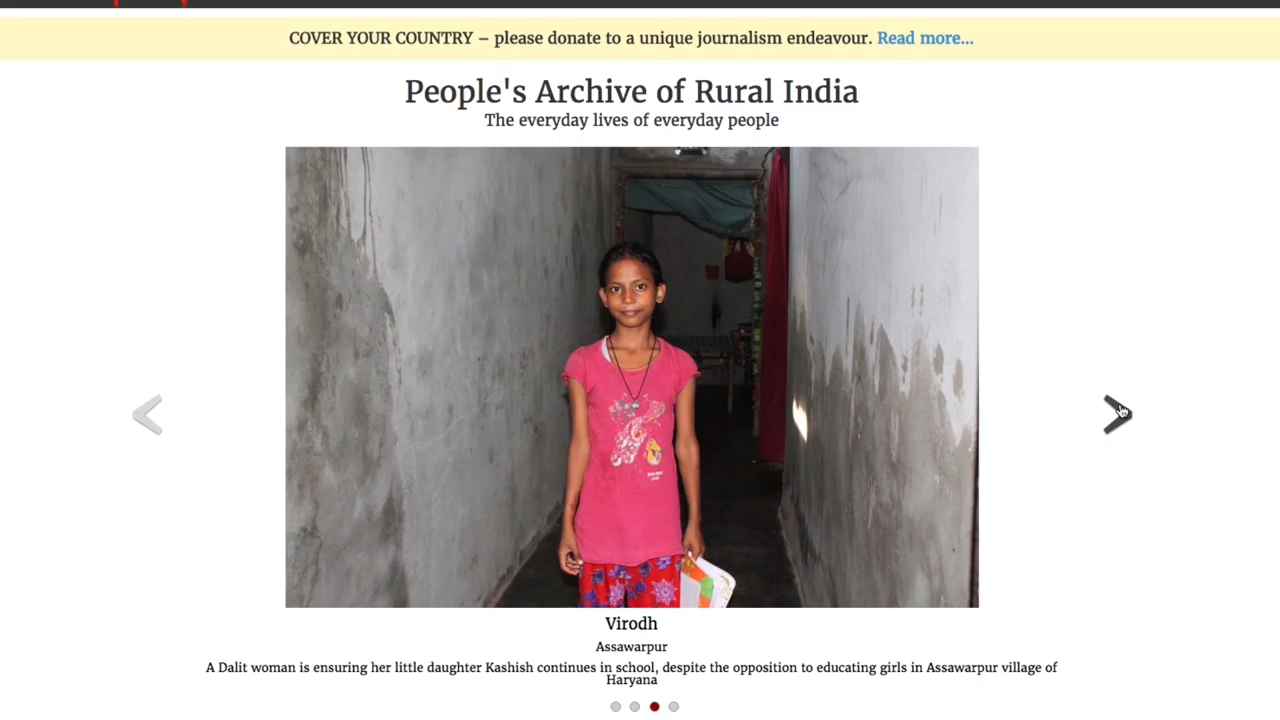 COVER YOUR COUNTRY – please donate to a unique journalism endeavour. Read more...
People's Archive of Rural India
The everyday lives of everyday people
Virodh
Assawarpur
A Dalit woman is ensuring her little daughter Kashish continues in school, despite the opposition to educating girls in Assawarpur village of
Haryana